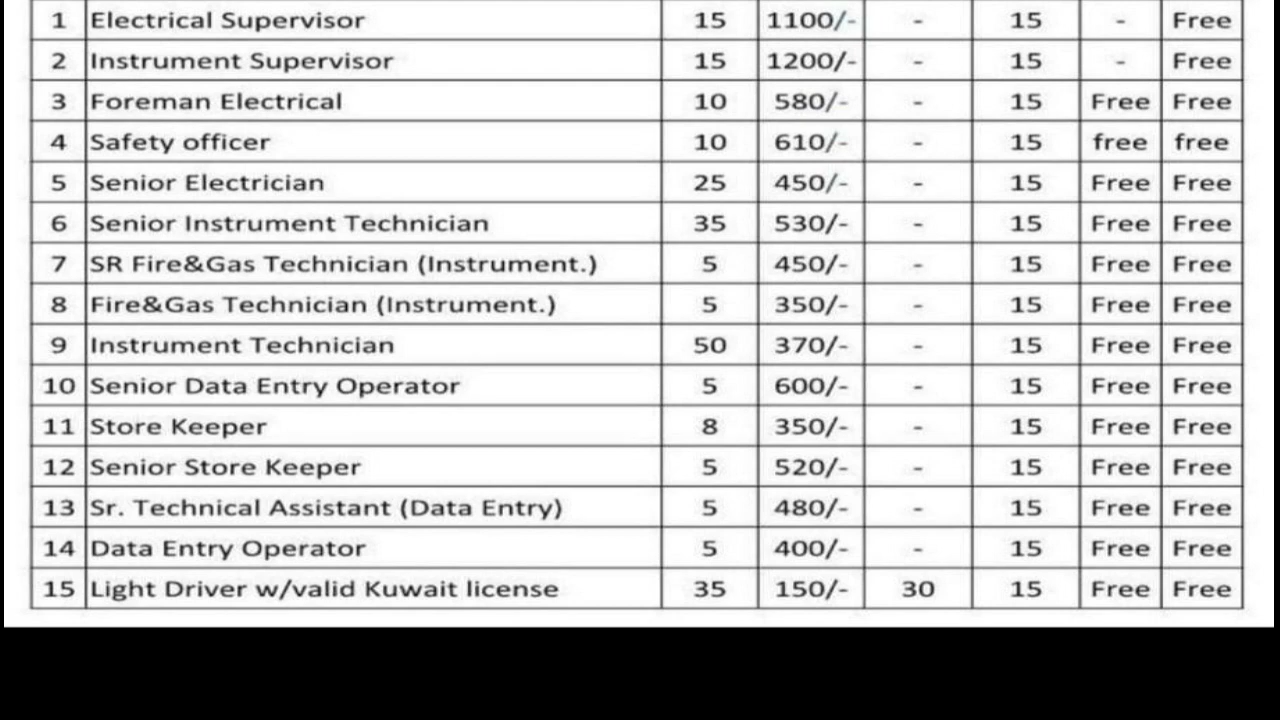 1 Electrical Supervisor 15 1100/- - 15 - Free
2 Instrument Supervisor 15 1200/- - 15 - Free
3 Foreman Electrical 10 580/- - 15 Free Free
4 Safety officer 10 610/- - 15 free free
5 Senior Electrician 25 450/- - 15 Free Free
6 Senior Instrument Technician 35 530/- - 15 Free Free
7 SR Fire&Gas Technician (Instrument.) 5 450/- - 15 Free Free
8 Fire&Gas Technician (Instrument.) 5 350/- - 15 Free Free
9 Instrument Technician 50 370/- - 15 Free Free
10 Senior Data Entry Operator 5 600/- - 15 Free Free
11 Store Keeper 8 350/- - 15 Free Free
12 Senior Store Keeper 5 520/- - 15 Free Free
13 Sr. Technical Assistant (Data Entry) 5 480/- - 15 Free Free
14 Data Entry Operator 5 400/- - 15 Free Free
15 Light Driver w/valid Kuwait license 35 150/- 30 15 Free Free